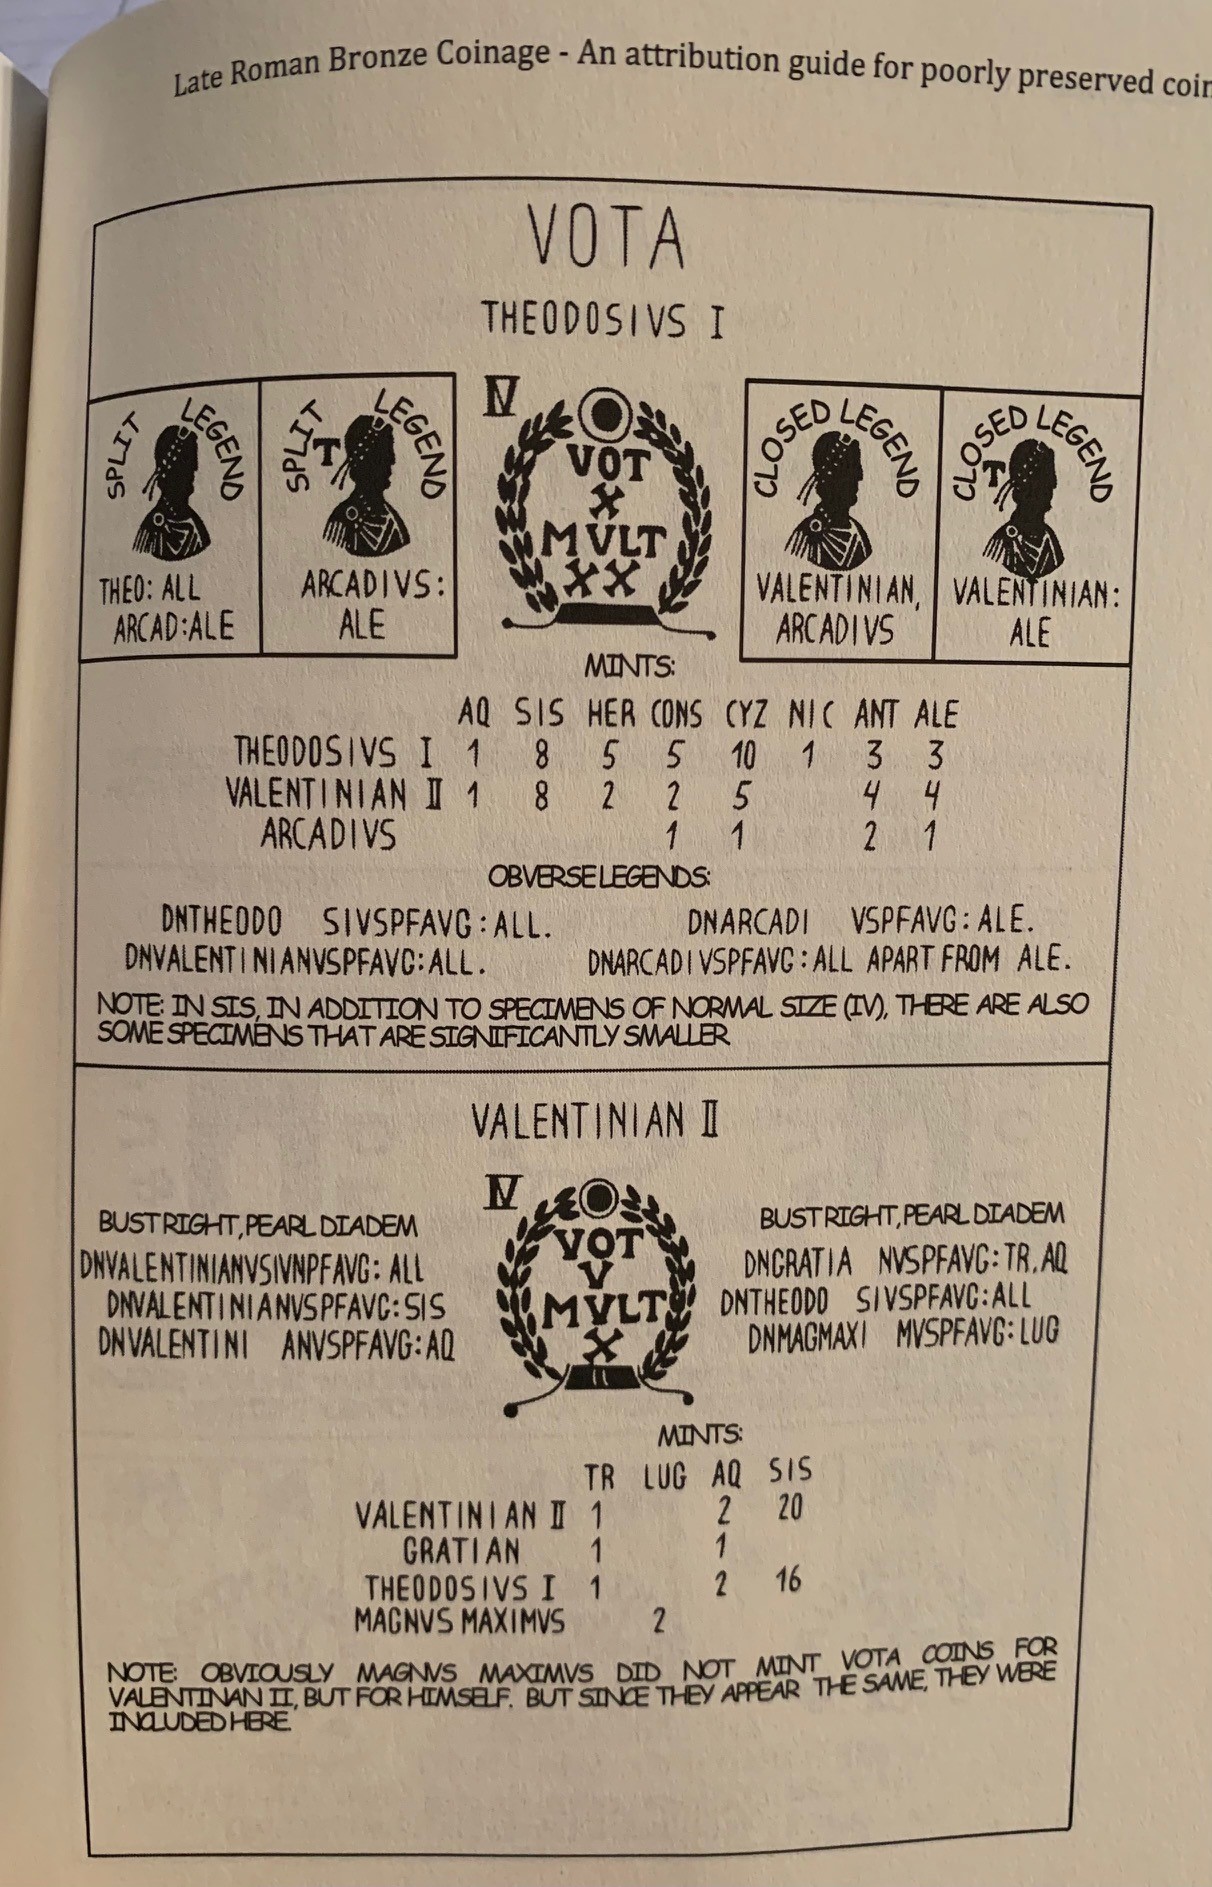 Late Roman Bronze Coinage - An attribution guide for poorly preserved coin
VOTA
THEODOSIVS I
SPLIT LEGEND
THEO: ALL
ARCAD:ALE
SPLIT LEGEND
T
ARCADIVS:
ALE
IV
VOT
X
MVLT
XX
CLOSED LEGEND
VALENTINIAN,
ARCADIVS
CLOSED LEGEND
T
VALENTINIAN:
ALE
MINTS:
AQ SIS HER CONS CYZ NIC ANT ALE
THEODOSIVS I 1 8 5 5 10 1 3 3
VALENTINIAN II 1 8 2 2 5 4 4
ARCADIVS 1 1 2 1
OBVERSE LEGENDS:
DNTHEODO SIVSPFAVG: ALL. DNARCADI VSPFAVG: ALE.
DNVALENTINIANVSPFAVG: ALL. DNARCADIVSPFAVG: ALL APART FROM ALE.
NOTE: IN SIS, IN ADDITION TO SPECIMENS OF NORMAL SIZE (IV), THERE ARE ALSO
SOME SPECIMENS THAT ARE SIGNIFICANTLY SMALLER
VALENTINIAN II
BUST RIGHT, PEARL DIADEM
DNVALENTINIANVSIVNPFAVG: ALL
DNVALENTINIANVSPFAVG: SIS
DNVALENTINI ANVSPFAVG: AQ
IV
VOT
V
MVLT
X
BUST RIGHT, PEARL DIADEM
DNGRATIA NVSPFAVG: TR, AQ
DNTHEODO SIVSPFAVG: ALL
DNMAGMAXI MVSPFAVG: LUG
MINTS:
TR LUG AQ SIS
VALENTINIAN II 1 2 20
GRATIAN 1 1
THEODOSIVS I 1 2 16
MAGNVS MAXIMVS 2
NOTE: OBVIOUSLY MAGNVS MAXIMVS DID NOT MINT VOTA COINS FOR
VALENTINAN II, BUT FOR HIMSELF. BUT SINCE THEY APPEAR THE SAME, THEY WERE
INCLUDED HERE.